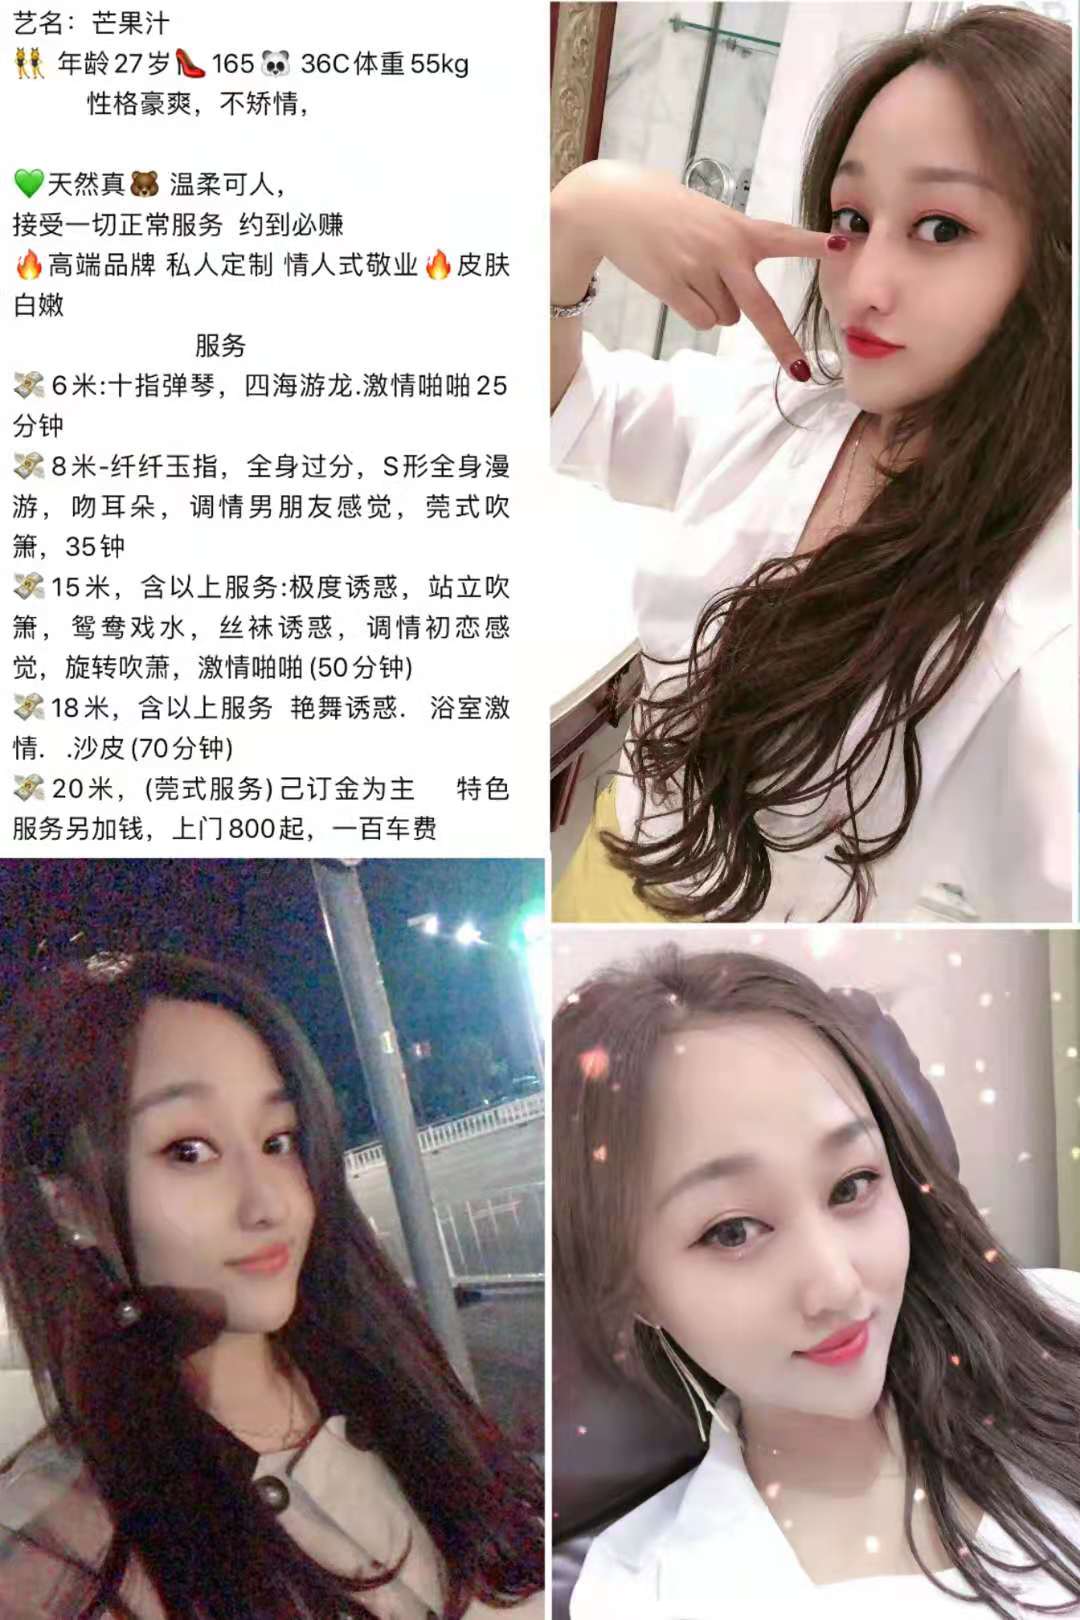 艺名：芒果汁
👯 年龄27岁👠165🐼 36C体重55kg
性格豪爽，不矫情，
💚天然真🐻 温柔可人，
接受一切正常服务 约到必赚
🔥高端品牌 私人定制 情人式敬业🔥皮肤
白嫩
服务
💸6米:十指弹琴，四海游龙.激情啪啪25
分钟
💸8米-纤纤玉指，全身过分，S形全身漫
游，吻耳朵，调情男朋友感觉，莞式吹
箫，35钟
💸15米，含以上服务:极度诱惑，站立吹
箫，鸳鸯戏水，丝袜诱惑，调情初恋感
觉，旋转吹萧，激情啪啪(50分钟)
💸18米，含以上服务 艳舞诱惑. 浴室激
情. .沙皮(70分钟)
💸20米，(莞式服务)己订金为主 特色
服务另加钱，上门800起，一百车费